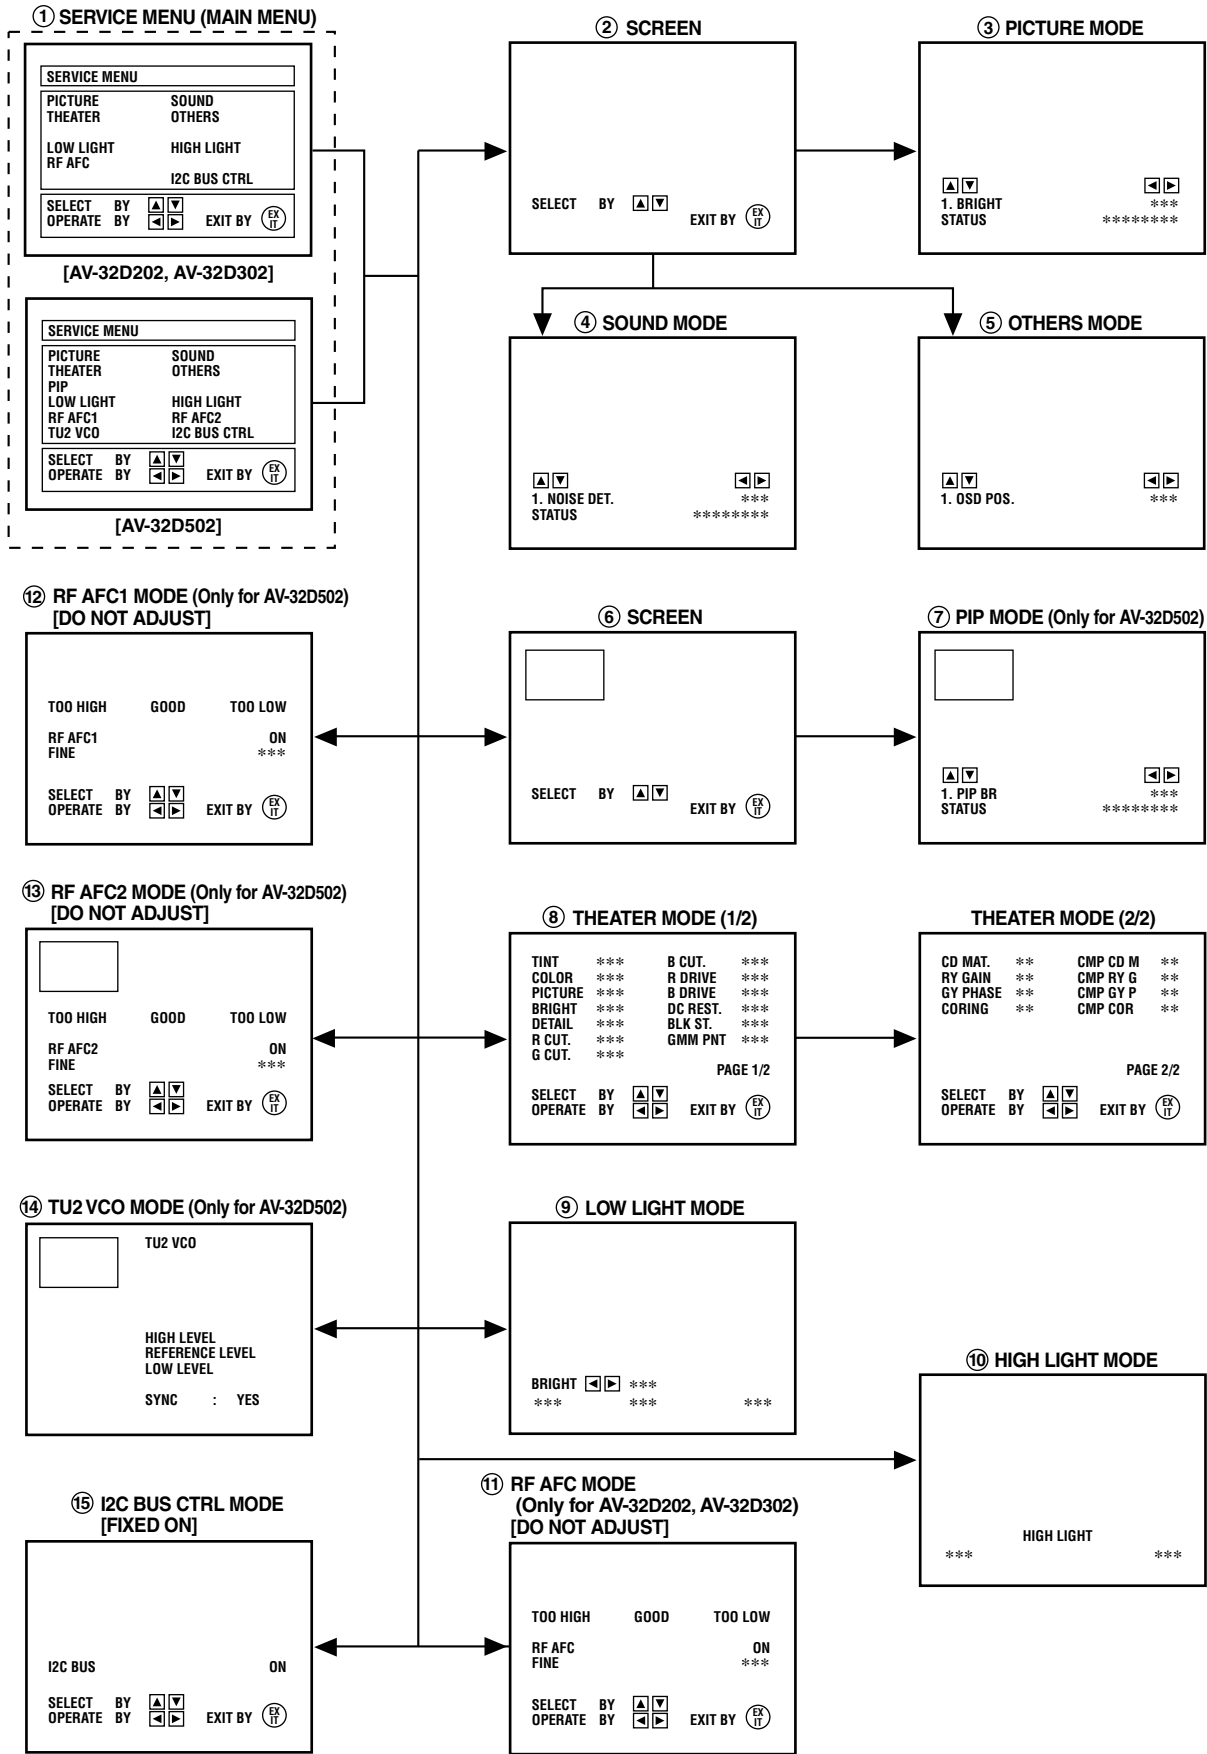 ① SERVICE MENU (MAIN MENU)
SERVICE MENU
PICTURE SOUND
THEATER OTHERS
LOW LIGHT HIGH LIGHT
RF AFC
I2C BUS CTRL
SELECT BY ▲▼
OPERATE BY ◀▶ EXIT BY EXIT
[AV-32D202, AV-32D302]
SERVICE MENU
PICTURE SOUND
THEATER OTHERS
PIP
LOW LIGHT HIGH LIGHT
RF AFC1 RF AFC2
TU2 VCO I2C BUS CTRL
SELECT BY ▲▼
OPERATE BY ◀▶ EXIT BY EXIT
[AV-32D502]
② SCREEN
SELECT BY ▲▼
EXIT BY EXIT
③ PICTURE MODE
▲▼ ◀▶
1. BRIGHT ***
STATUS ********
④ SOUND MODE
▲▼ ◀▶
1. NOISE DET. ***
STATUS ********
⑤ OTHERS MODE
▲▼ ◀▶
1. OSD POS. ***
⑫ RF AFC1 MODE (Only for AV-32D502)
[DO NOT ADJUST]
TOO HIGH GOOD TOO LOW
RF AFC1 ON
FINE ***
SELECT BY ▲▼
OPERATE BY ◀▶ EXIT BY EXIT
⑥ SCREEN
SELECT BY ▲▼
EXIT BY EXIT
⑦ PIP MODE (Only for AV-32D502)
▲▼ ◀▶
1. PIP BR ***
STATUS ********
⑬ RF AFC2 MODE (Only for AV-32D502)
[DO NOT ADJUST]
TOO HIGH GOOD TOO LOW
RF AFC2 ON
FINE ***
SELECT BY ▲▼
OPERATE BY ◀▶ EXIT BY EXIT
⑧ THEATER MODE (1/2)
TINT *** B CUT. ***
COLOR *** R DRIVE ***
PICTURE *** B DRIVE ***
BRIGHT *** DC REST. ***
DETAIL *** BLK ST. ***
R CUT. *** GMM PNT ***
G CUT. ***
PAGE 1/2
SELECT BY ▲▼
OPERATE BY ◀▶ EXIT BY EXIT
THEATER MODE (2/2)
CD MAT. ** CMP CD M **
RY GAIN ** CMP RY G **
GY PHASE ** CMP GY P **
CORING ** CMP COR **
PAGE 2/2
SELECT BY ▲▼
OPERATE BY ◀▶ EXIT BY EXIT
⑭ TU2 VCO MODE (Only for AV-32D502)
TU2 VCO
HIGH LEVEL
REFERENCE LEVEL
LOW LEVEL
SYNC : YES
⑨ LOW LIGHT MODE
BRIGHT ◀▶ ***
*** *** ***
⑩ HIGH LIGHT MODE
HIGH LIGHT
*** ***
⑮ I2C BUS CTRL MODE
[FIXED ON]
I2C BUS ON
SELECT BY ▲▼
OPERATE BY ◀▶ EXIT BY EXIT
⑪ RF AFC MODE
(Only for AV-32D202, AV-32D302)
[DO NOT ADJUST]
TOO HIGH GOOD TOO LOW
RF AFC ON
FINE ***
SELECT BY ▲▼
OPERATE BY ◀▶ EXIT BY EXIT